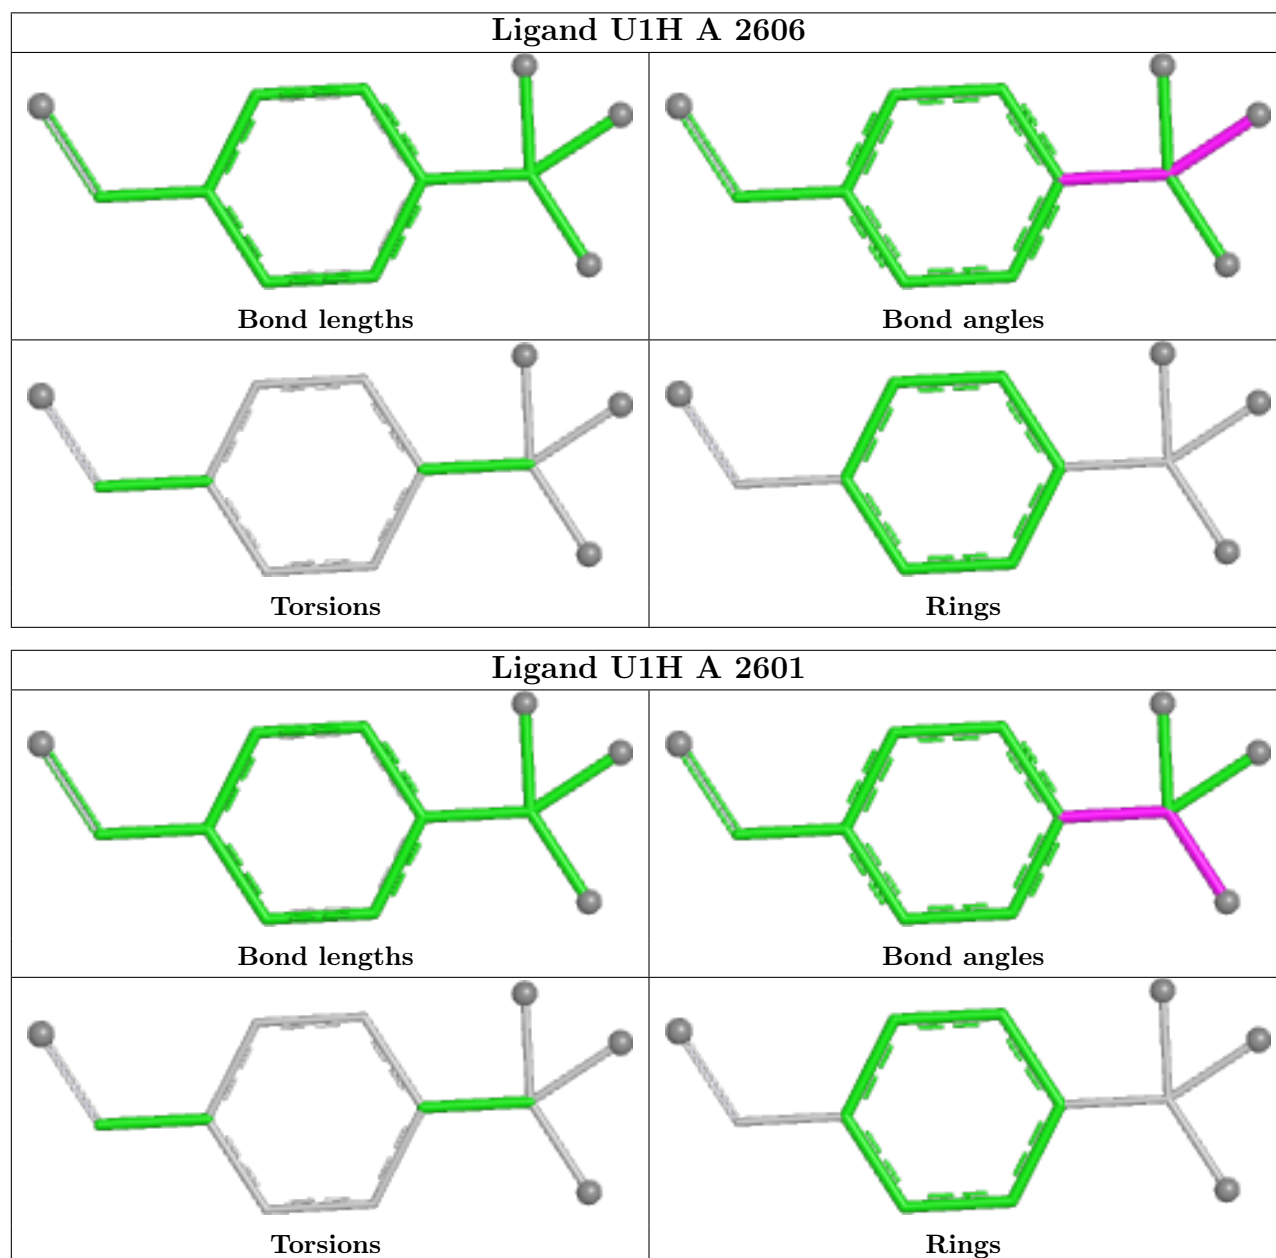 Ligand U1H A 2606
Bond lengths
Bond angles
Torsions
Rings
Ligand U1H A 2601
Bond lengths
Bond angles
Torsions
Rings